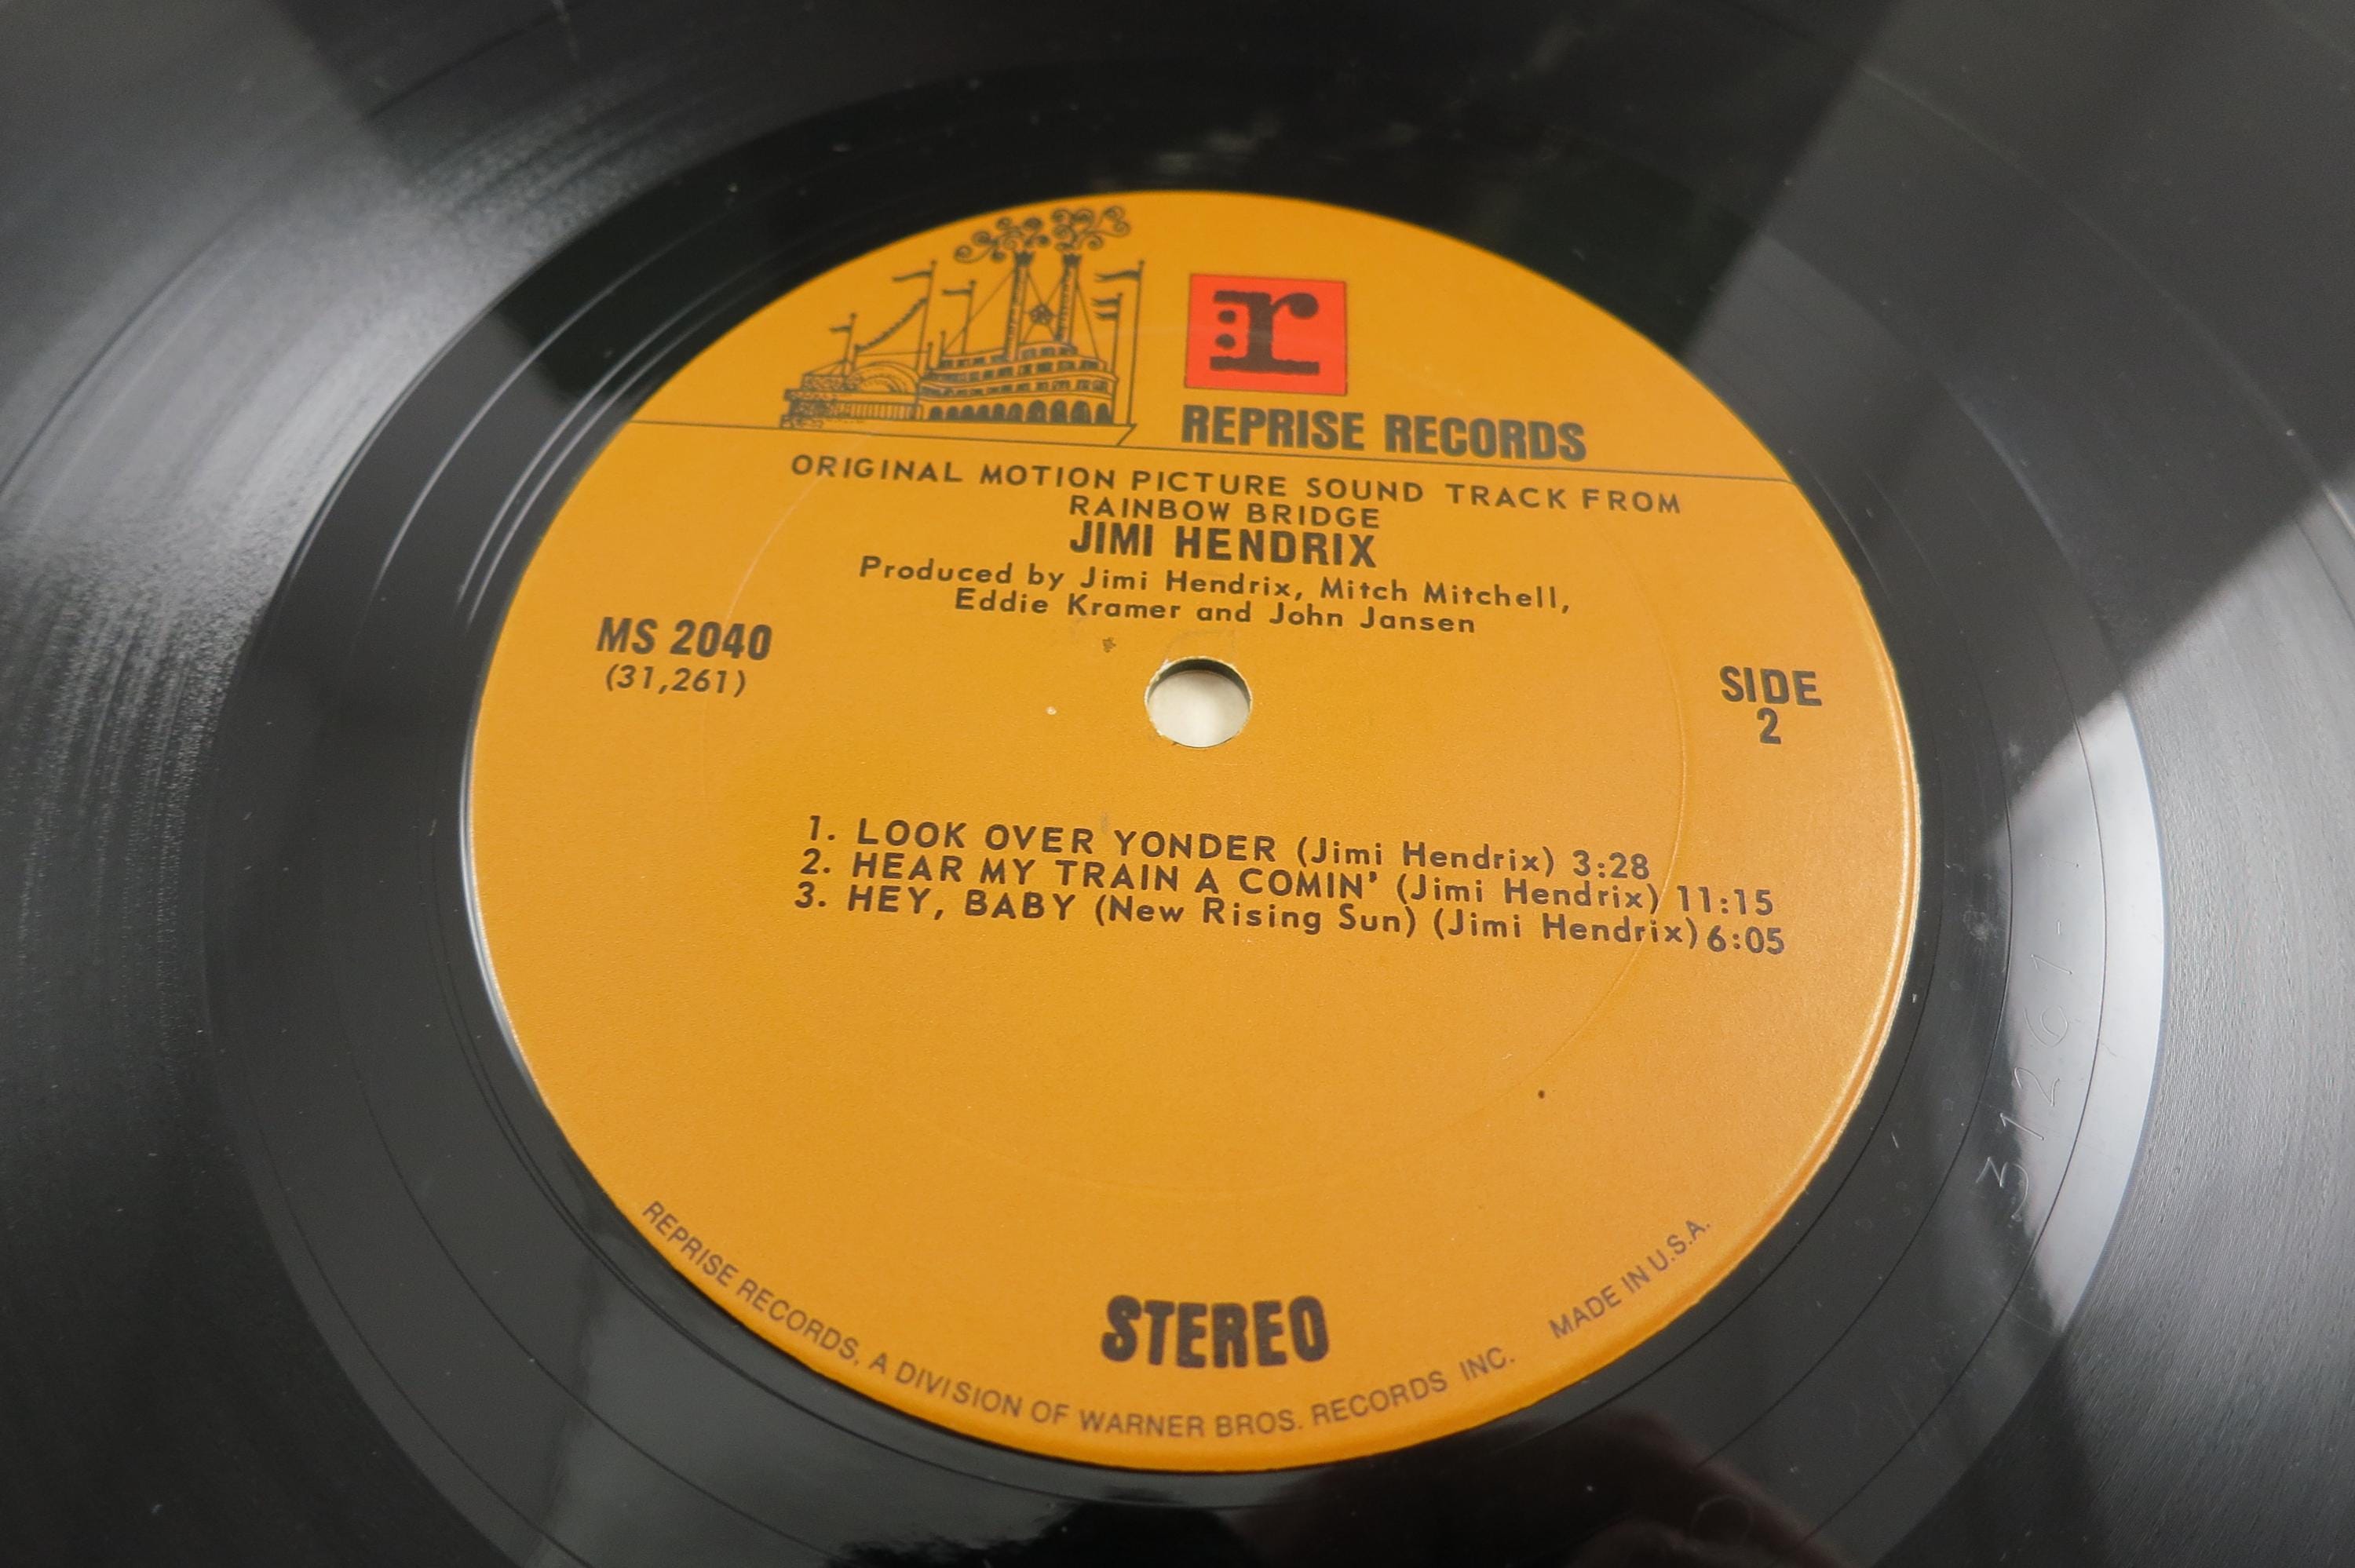 r:
REPRISE RECORDS
ORIGINAL MOTION PICTURE SOUND TRACK FROM
RAINBOW BRIDGE
JIMI HENDRIX
Produced by Jimi Hendrix, Mitch Mitchell,
Eddie Kramer and John Jansen
MS 2040
(31,261)
SIDE
2
1. LOOK OVER YONDER (Jimi Hendrix) 3:28
2. HEAR MY TRAIN A COMIN' (Jimi Hendrix) 11:15
3. HEY, BABY (New Rising Sun) (Jimi Hendrix) 6:05
STEREO
REPRISE RECORDS, A DIVISION OF WARNER BROS. RECORDS INC. MADE IN U.S.A.
31261-1